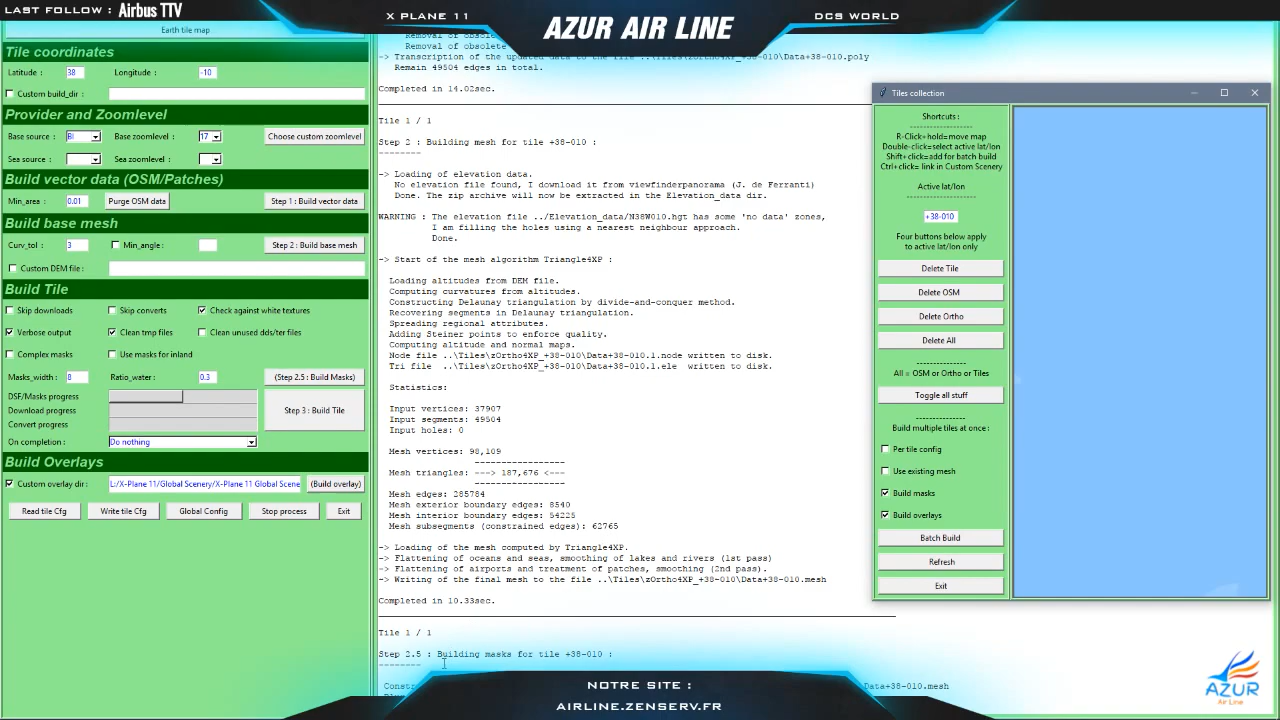 LAST FOLLOW : Airbus TTV
X PLANE 11
AZUR AIR LINE
DCS WORLD
Earth tile map
Tile coordinates
Latitude : 38 Longitude : -10
Custom build_dir :
Provider and Zoomlevel
Base source : BI Base zoomlevel : 17 Choose custom zoomlevel
Sea source : Sea zoomlevel :
Build vector data (OSM/Patches)
Min_area : 0.01 Purge OSM data Step 1 : Build vector data
Build base mesh
Curv_tol : 3 Min_angle : Step 2 : Build base mesh
Custom DEM file :
Build Tile
Skip downloads Skip converts Check against white textures
Verbose output Clean tmp files Clean unused dds/ter files
Complex masks Use masks for inland
Masks_width : 8 Ratio_water : 0.3 (Step 2.5 : Build Masks)
DSF/Masks progress
Download progress
Convert progress
Step 3 : Build Tile
On completion : Do nothing
Build Overlays
Custom overlay dir : L:/X-Plane 11/Global Scenery/X-Plane 11 Global Scene (Build overlay)
Read tile Cfg Write tile Cfg Global Config Stop process Exit
Removal of obsolete
-> Transcription of the updated data to the file ..\Tiles\zOrtho4XP_+38-010\Data+38-010.poly
Remain 49504 edges in total.
Completed in 14.02sec.
Tile 1 / 1
Step 2 : Building mesh for tile +38-010 :
--------
-> Loading of elevation data.
No elevation file found, I download it from viewfinderpanorama (J. de Ferranti)
Done. The zip archive will now be extracted in the Elevation_data dir.
WARNING : The elevation file ../Elevation_data/N38W010.hgt has some 'no data' zones,
I am filling the holes using a nearest neighbour approach.
Done.
-> Start of the mesh algorithm Triangle4XP :
Loading altitudes from DEM file.
Computing curvatures from altitudes.
Constructing Delaunay triangulation by divide-and-conquer method.
Recovering segments in Delaunay triangulation.
Spreading regional attributes.
Adding Steiner points to enforce quality.
Computing altitude and normal maps.
Node file ..\Tiles\zOrtho4XP_+38-010\Data+38-010.1.node written to disk.
Tri file ..\Tiles\zOrtho4XP_+38-010\Data+38-010.1.ele written to disk.
Statistics:
Input vertices: 37907
Input segments: 49504
Input holes: 0
Mesh vertices: 98,109
-----------------
Mesh triangles: ---> 187,676 <---
-----------------
Mesh edges: 285784
Mesh exterior boundary edges: 8540
Mesh interior boundary edges: 54225
Mesh subsegments (constrained edges): 62765
-> Loading of the mesh computed by Triangle4XP.
-> Flattening of oceans and seas, smoothing of lakes and rivers (1st pass)
-> Flattening of airports and treatment of patches, smoothing (2nd pass).
-> Writing of the final mesh to the file ..\Tiles\zOrtho4XP_+38-010\Data+38-010.mesh
Completed in 10.33sec.
Tile 1 / 1
Step 2.5 : Building masks for tile +38-010 :
--------
Data+38-010.mesh
Tiles collection
Shortcuts :
---------------------
R-Click+hold=move map
Double-click=select active lat/lon
Shift+click=add for batch build
Ctrl+click= link in Custom Scenery
Active lat/lon
------------------
+38-010
Four buttons below apply
to active lat/lon only
Delete Tile
Delete OSM
Delete Ortho
Delete All
--------------
All = OSM or Ortho or Tiles
Toggle all stuff
--------------
Build multiple tiles at once :
Per tile config
Use existing mesh
Build masks
Build overlays
Batch Build
Refresh
Exit
NOTRE SITE :
AIRLINE.ZENSERV.FR
AZUR
Air Line